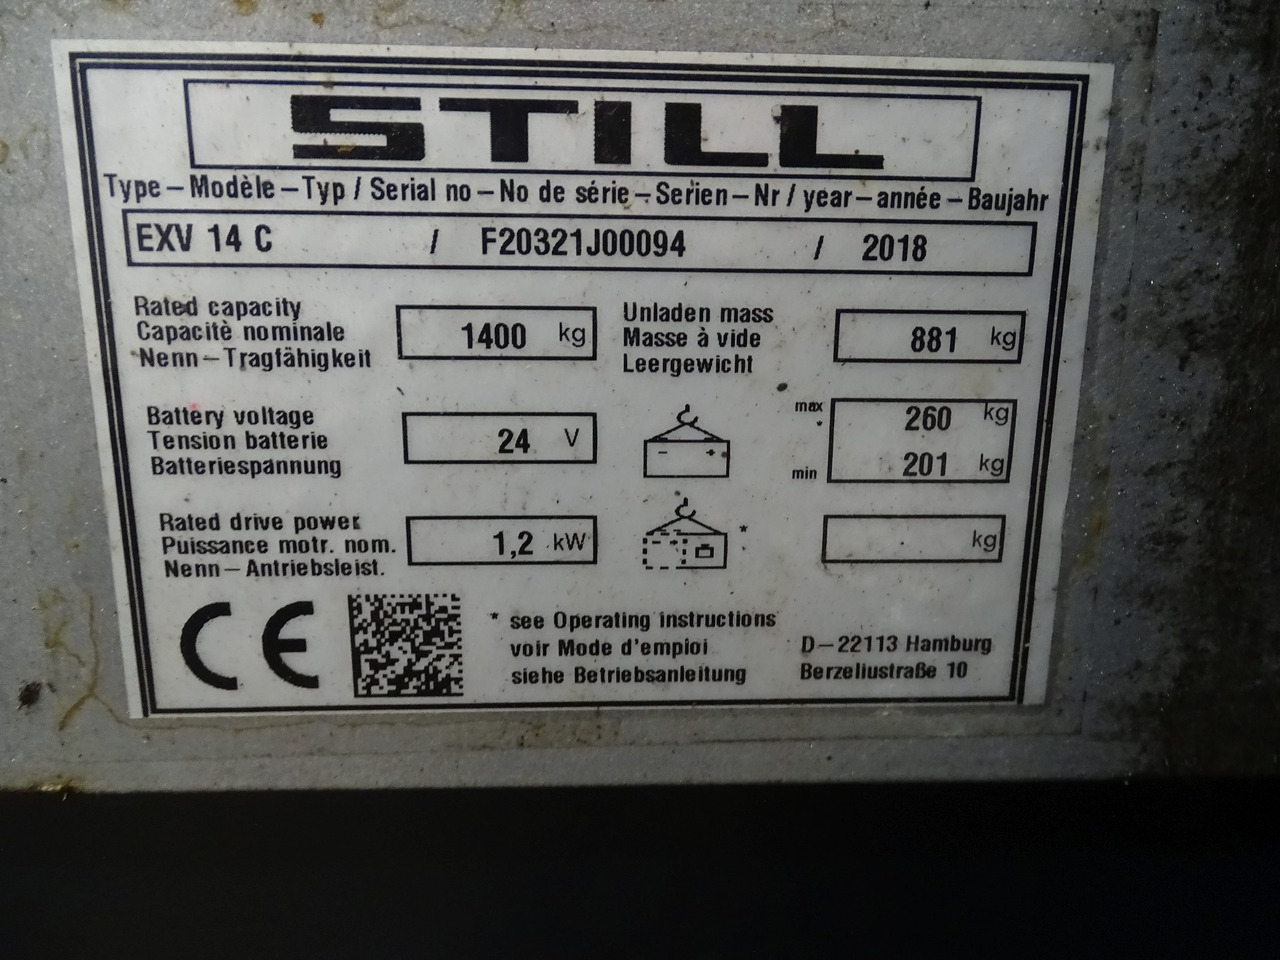 STILL
Type – Modèle – Typ / Serial no – No de série – Serien – Nr / year – année – Baujahr
EXV 14 C / F20321J00094 / 2018
Rated capacity
Capacitè nominale
Nenn – Tragfähigkeit
1400 kg
Unladen mass
Masse à vide
Leergewicht
881 kg
Battery voltage
Tension batterie
Batteriespannung
24 V
max 260 kg
*
min 201 kg
Rated drive power
Puissance motr. nom.
Nenn – Antriebsleist.
1,2 kW
* kg
CE
* see Operating instructions
voir Mode d'emploi
siehe Betriebsanleitung
D – 22113 Hamburg
Berzeliustraße 10